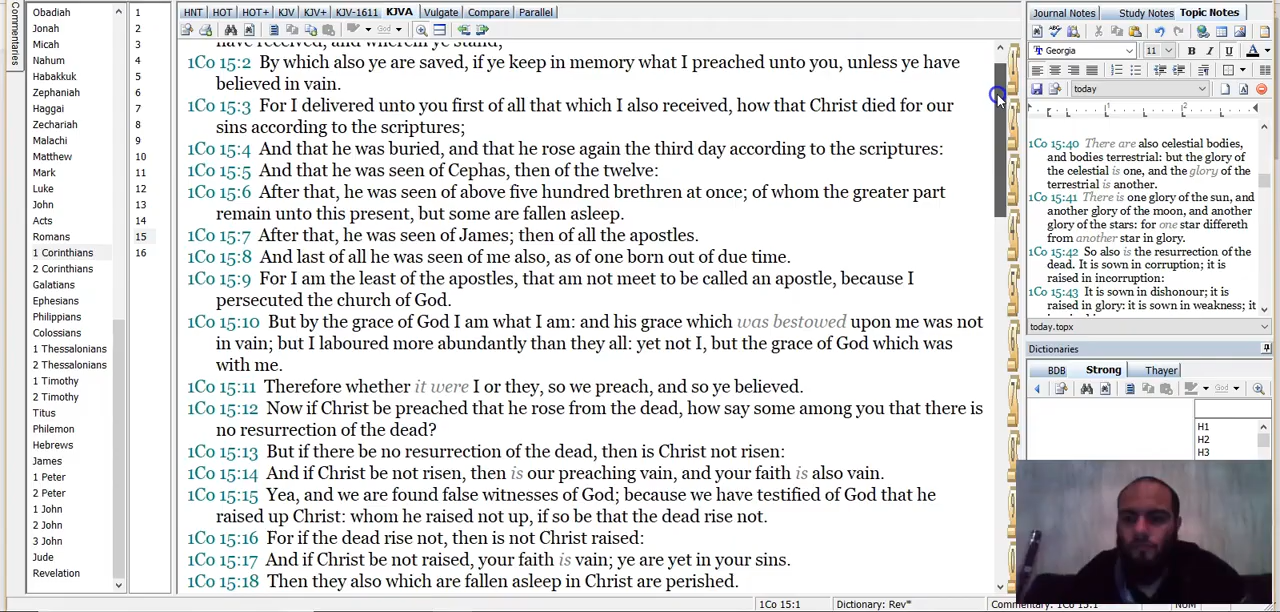 Commentaries
Obadiah
Jonah
Micah
Nahum
Habakkuk
Zephaniah
Haggai
Zechariah
Malachi
Matthew
Mark
Luke
John
Acts
Romans
1 Corinthians
2 Corinthians
Galatians
Ephesians
Philippians
Colossians
1 Thessalonians
2 Thessalonians
1 Timothy
2 Timothy
Titus
Philemon
Hebrews
James
1 Peter
2 Peter
1 John
2 John
3 John
Jude
Revelation
1
2
3
4
5
6
7
8
9
10
11
12
13
14
15
16
HNT HOT HOT+ KJV KJV+ KJV-1611 KJVA Vulgate Compare Parallel
God
have received, and wherein ye stand;
1Co 15:2 By which also ye are saved, if ye keep in memory what I preached unto you, unless ye have
believed in vain.
1Co 15:3 For I delivered unto you first of all that which I also received, how that Christ died for our
sins according to the scriptures;
1Co 15:4 And that he was buried, and that he rose again the third day according to the scriptures:
1Co 15:5 And that he was seen of Cephas, then of the twelve:
1Co 15:6 After that, he was seen of above five hundred brethren at once; of whom the greater part
remain unto this present, but some are fallen asleep.
1Co 15:7 After that, he was seen of James; then of all the apostles.
1Co 15:8 And last of all he was seen of me also, as of one born out of due time.
1Co 15:9 For I am the least of the apostles, that am not meet to be called an apostle, because I
persecuted the church of God.
1Co 15:10 But by the grace of God I am what I am: and his grace which was bestowed upon me was not
in vain; but I laboured more abundantly than they all: yet not I, but the grace of God which was
with me.
1Co 15:11 Therefore whether it were I or they, so we preach, and so ye believed.
1Co 15:12 Now if Christ be preached that he rose from the dead, how say some among you that there is
no resurrection of the dead?
1Co 15:13 But if there be no resurrection of the dead, then is Christ not risen:
1Co 15:14 And if Christ be not risen, then is our preaching vain, and your faith is also vain.
1Co 15:15 Yea, and we are found false witnesses of God; because we have testified of God that he
raised up Christ: whom he raised not up, if so be that the dead rise not.
1Co 15:16 For if the dead rise not, then is not Christ raised:
1Co 15:17 And if Christ be not raised, your faith is vain; ye are yet in your sins.
1Co 15:18 Then they also which are fallen asleep in Christ are perished.
1Co 15:1 Dictionary: Rev* Commentary: 1Co 15:1
Journal Notes Study Notes Topic Notes
Georgia 11 B I U A
today
1 2
1Co 15:40 There are also celestial bodies,
and bodies terrestrial: but the glory of
the celestial is one, and the glory of the
terrestrial is another.
1Co 15:41 There is one glory of the sun, and
another glory of the moon, and another
glory of the stars: for one star differeth
from another star in glory.
1Co 15:42 So also is the resurrection of the
dead. It is sown in corruption; it is
raised in incorruption:
1Co 15:43 It is sown in dishonour; it is
raised in glory: it is sown in weakness; it
today.topx
Dictionaries
BDB Strong Thayer
God
H1
H2
H3